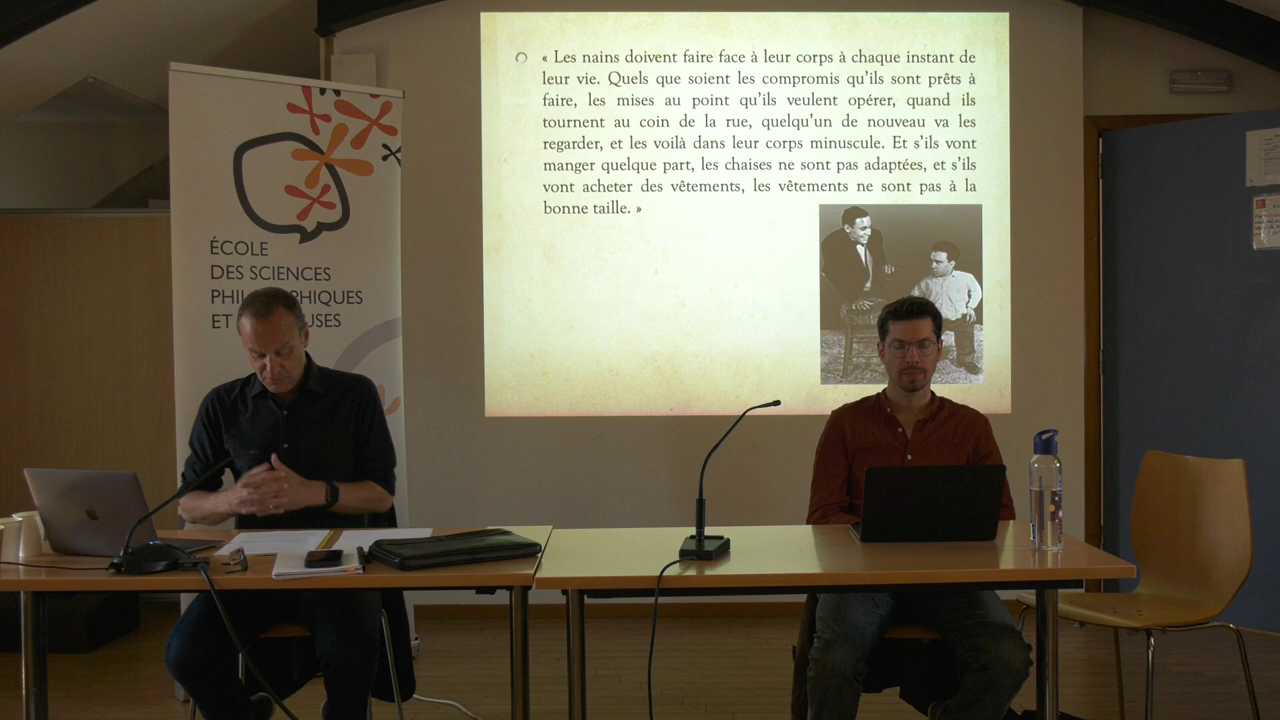 « Les nains doivent faire face à leur corps à chaque instant de
leur vie. Quels que soient les compromis qu'ils sont prêts à
faire, les mises au point qu'ils veulent opérer, quand ils
tournent au coin de la rue, quelqu'un de nouveau va les
regarder, et les voilà dans leur corps minuscule. Et s'ils vont
manger quelque part, les chaises ne sont pas adaptées, et s'ils
vont acheter des vêtements, les vêtements ne sont pas à la
bonne taille. »
ÉCOLE
DES SCIENCES
PHIL PHIQUES
ET USES